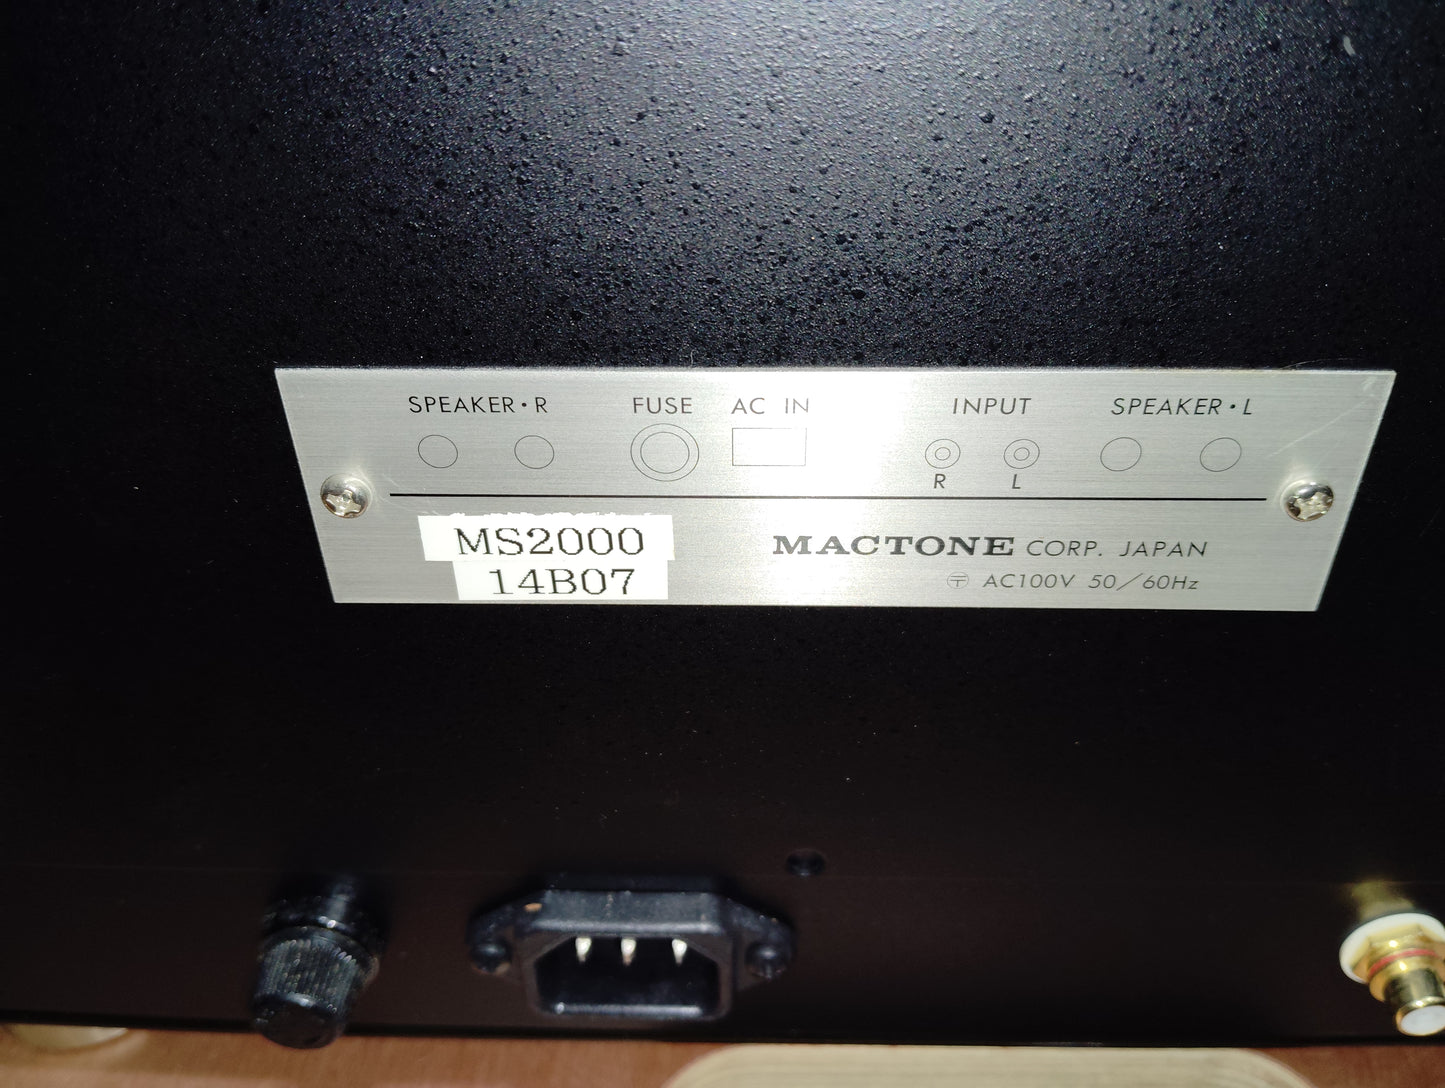 SPEAKER・R FUSE AC IN INPUT SPEAKER・L
R L
MS2000
14B07
MACTONE CORP. JAPAN
〶 AC100V 50/60Hz